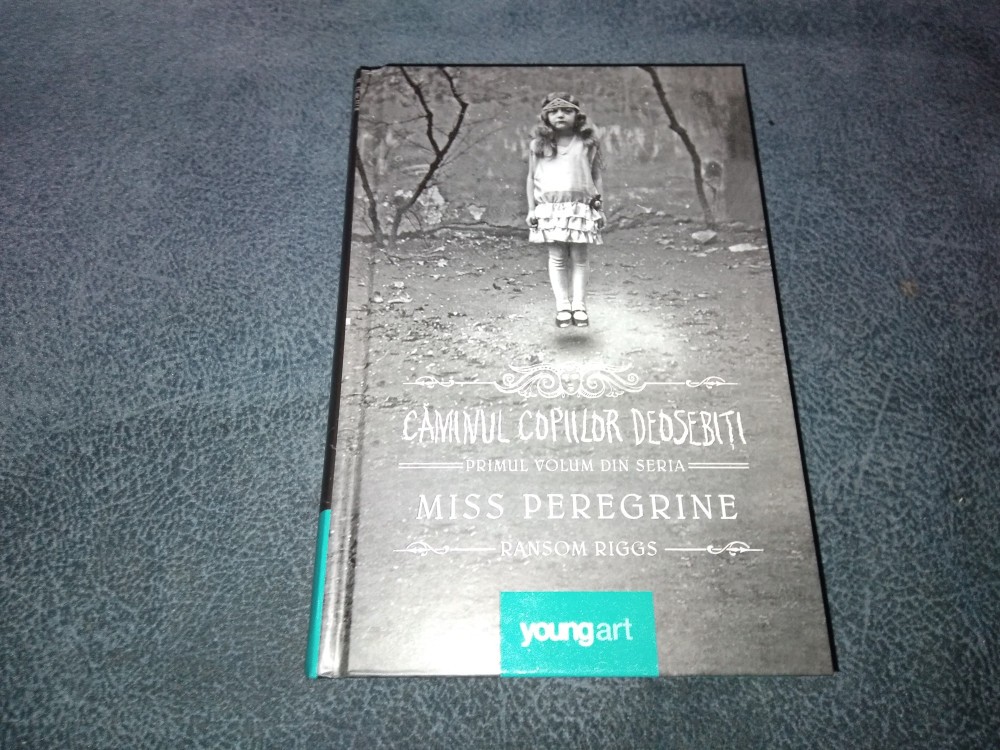 CĂMINUL COPIILOR DEOSEBIȚI
PRIMUL VOLUM DIN SERIA
MISS PEREGRINE
RANSOM RIGGS
youngart